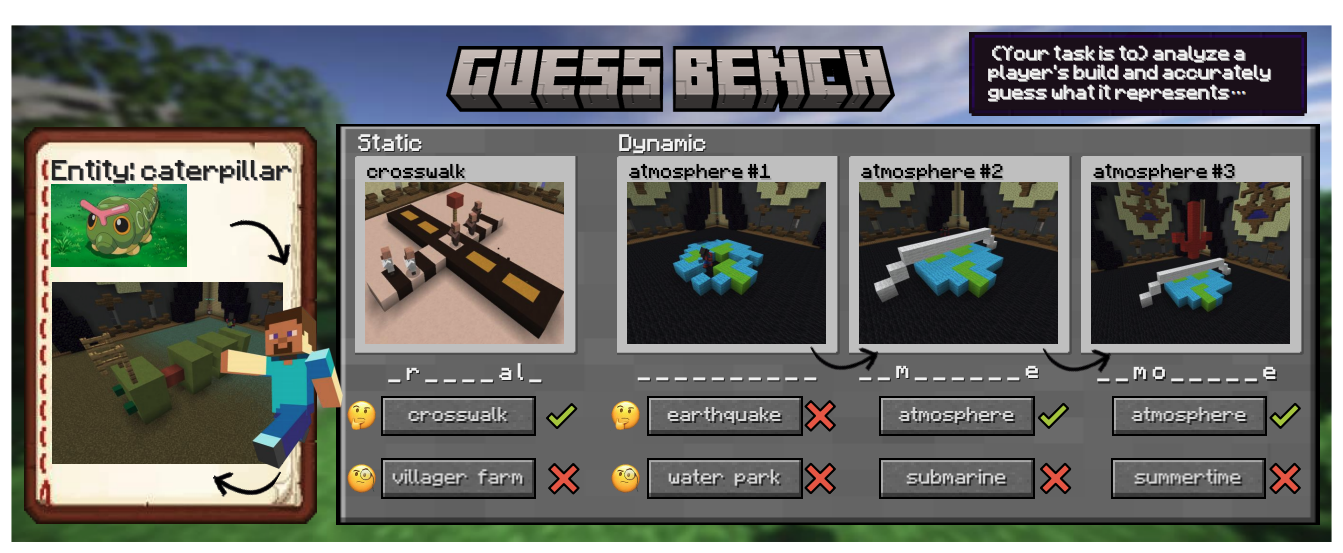 GUESS BENCH
(Your task is to) analyze a
player's build and accurately
guess what it represents...
Entity: caterpillar
Static
Dynamic
crosswalk
atmosphere #1
atmosphere #2
atmosphere #3
_r____al_
__________
__m______e
__mo_____e
crosswalk
earthquake
atmosphere
atmosphere
villager farm
water park
submarine
summertime